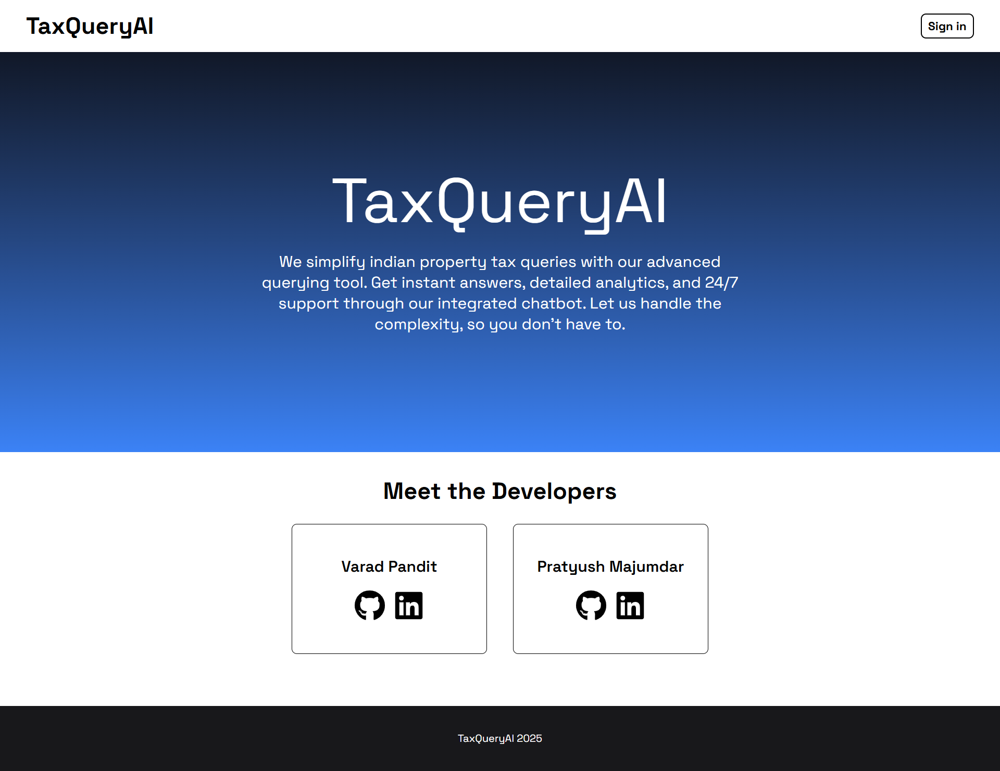 TaxQueryAI
Sign in
TaxQueryAI
We simplify indian property tax queries with our advanced
querying tool. Get instant answers, detailed analytics, and 24/7
support through our integrated chatbot. Let us handle the
complexity, so you don't have to.
Meet the Developers
Varad Pandit
Pratyush Majumdar
in
in
TaxQueryAI 2025